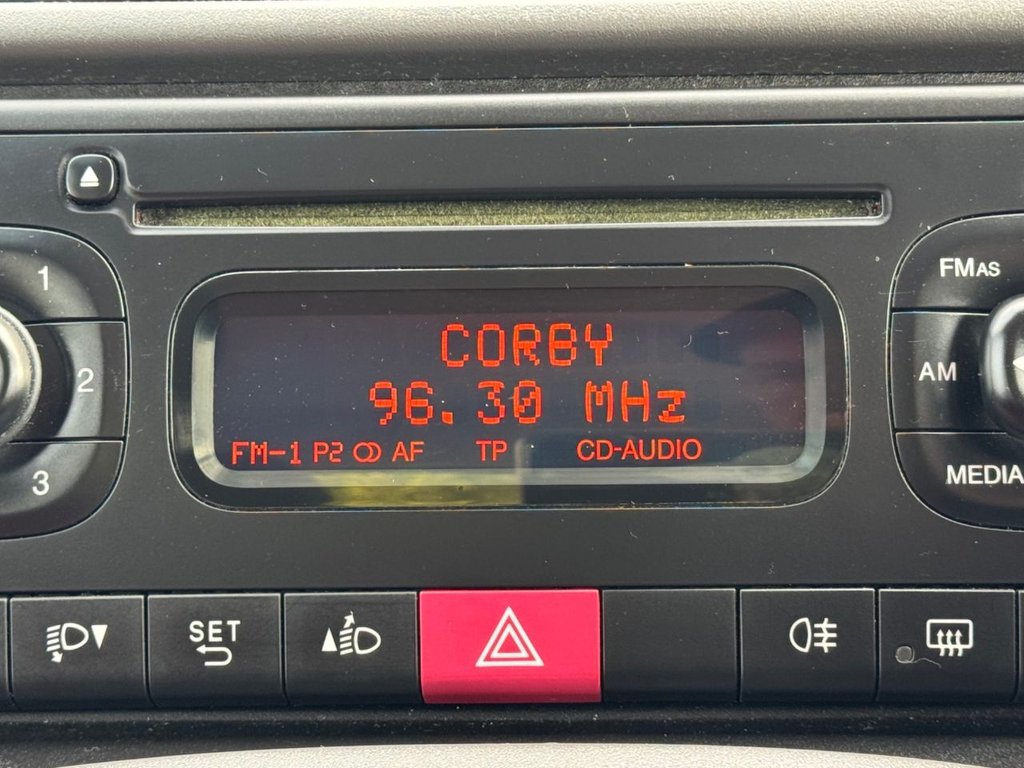 1
2
3
CORBY
96.30 MHz
FM-1 P2 AF TP CD-AUDIO
FMAS
AM
MEDIA
SET